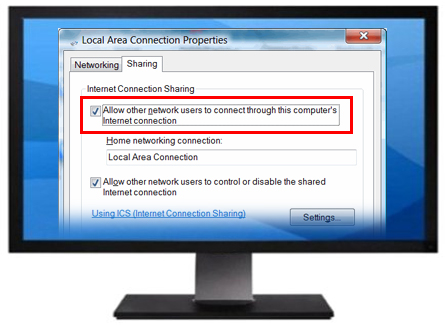 Local Area Connection Properties
Networking
Sharing
Internet Connection Sharing
Allow other network users to connect through this computer's
Internet connection
Home networking connection:
Local Area Connection
Allow other network users to control or disable the shared
Internet connection
Using ICS (Internet Connection Sharing)
Settings...